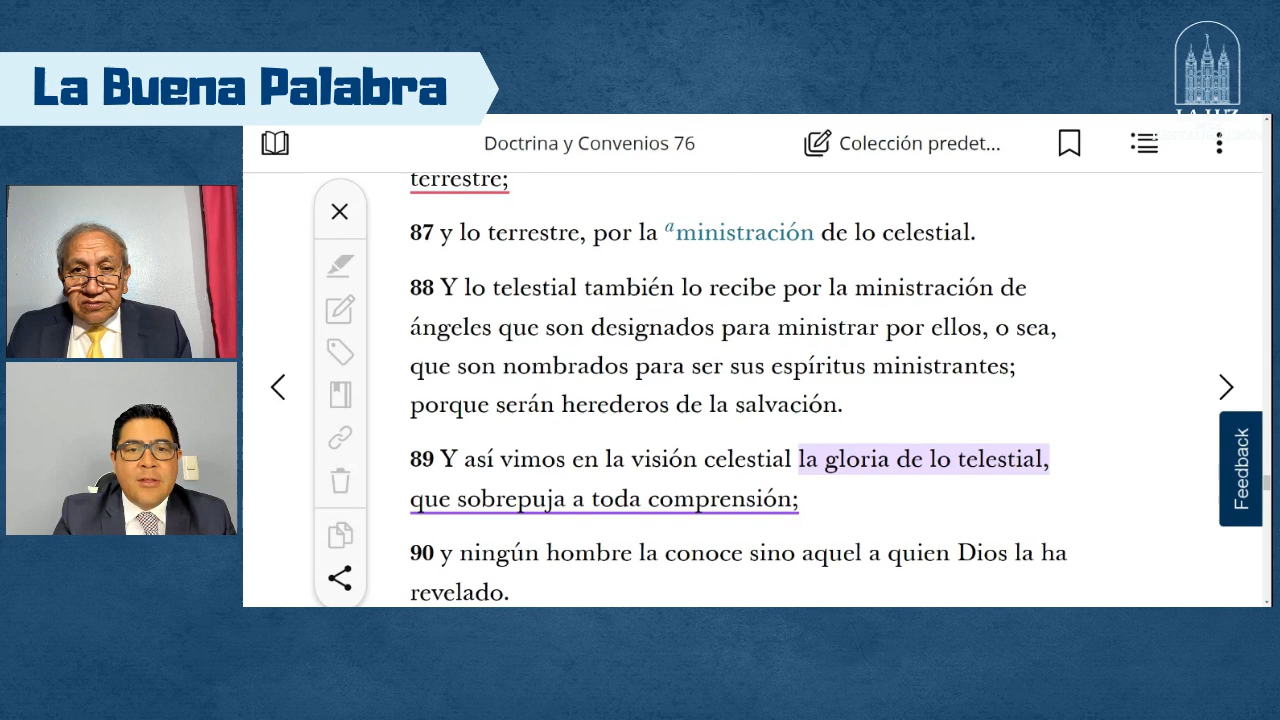 La Buena Palabra
LA LUZ
Doctrina y Convenios 76
Colección predet...
terrestre;
87 y lo terrestre, por la a ministración de lo celestial.
88 Y lo telestial también lo recibe por la ministración de
ángeles que son designados para ministrar por ellos, o sea,
que son nombrados para ser sus espíritus ministrantes;
porque serán herederos de la salvación.
89 Y así vimos en la visión celestial la gloria de lo telestial,
que sobrepuja a toda comprensión;
90 y ningún hombre la conoce sino aquel a quien Dios la ha
revelado.
Feedback